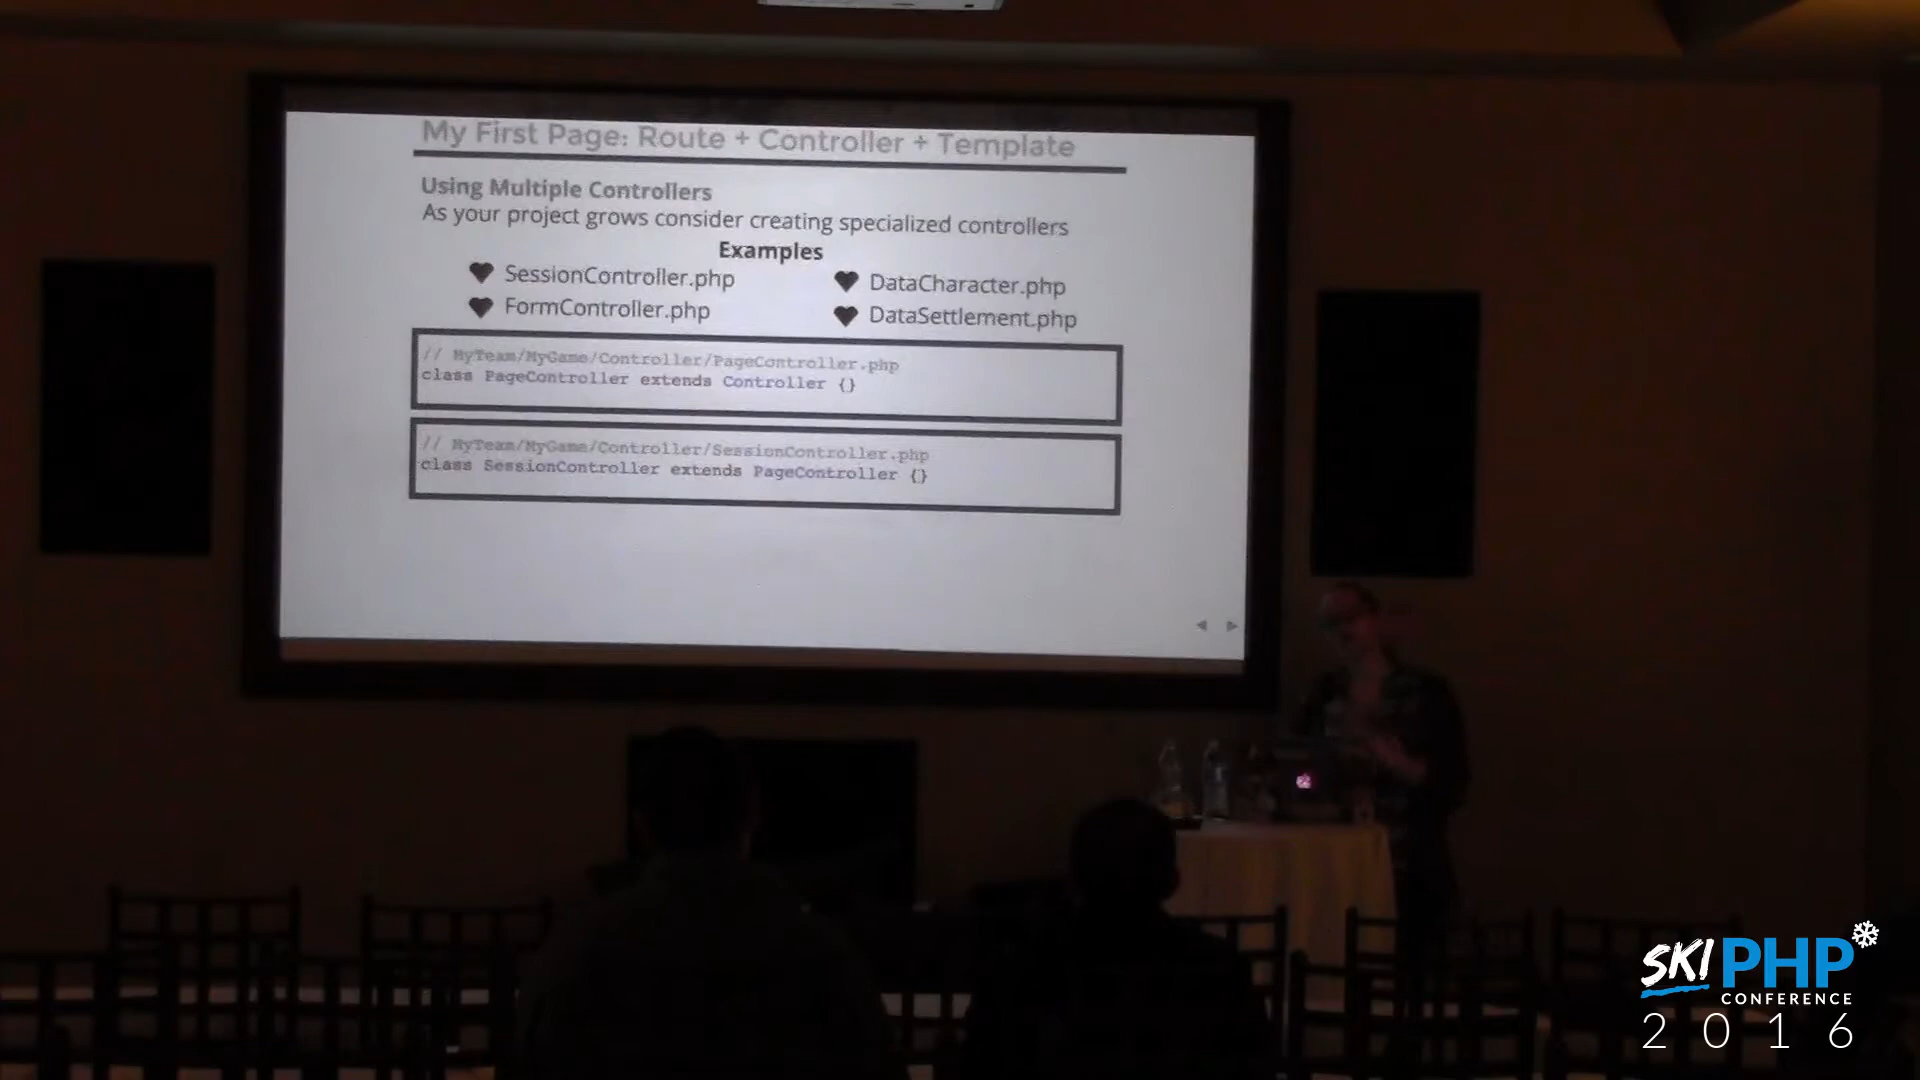 My First Page: Route + Controller + Template
Using Multiple Controllers
As your project grows consider creating specialized controllers
Examples
SessionController.php
FormController.php
DataCharacter.php
DataSettlement.php
// MyTeam/MyGame/Controller/PageController.php
class PageController extends Controller {}
// MyTeam/MyGame/Controller/SessionController.php
class SessionController extends PageController {}
SKI PHP
CONFERENCE
2016